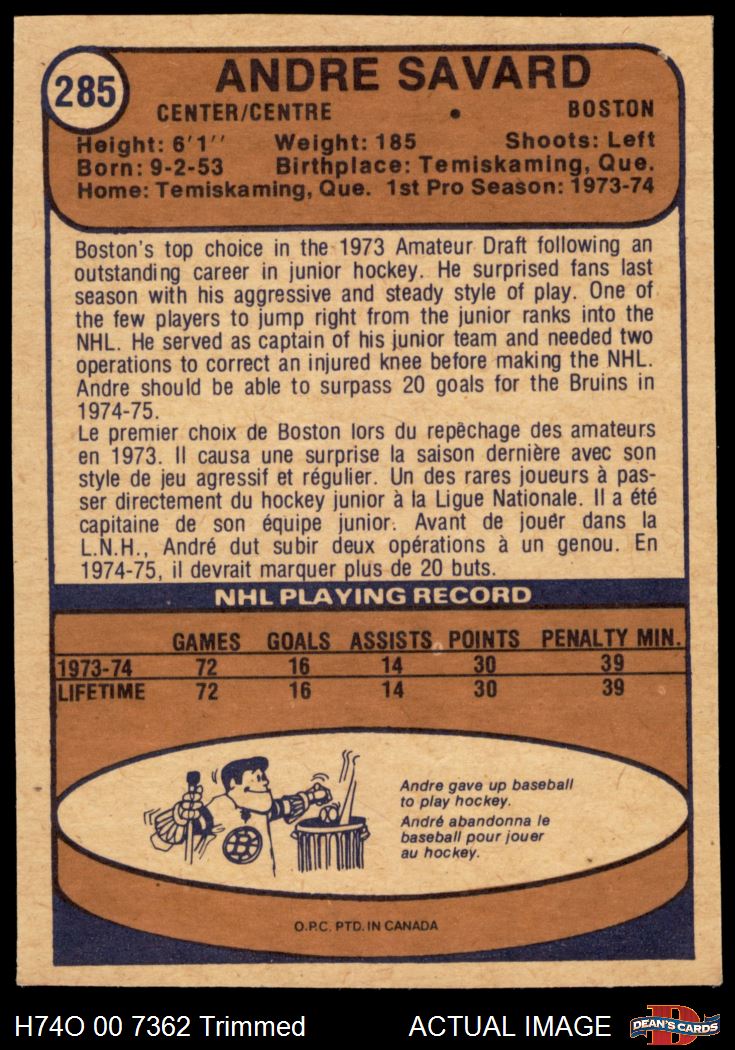 285
ANDRE SAVARD
CENTER/CENTRE • BOSTON
Height: 6'1'' Weight: 185 Shoots: Left
Born: 9-2-53 Birthplace: Temiskaming, Que.
Home: Temiskaming, Que. 1st Pro Season: 1973-74
Boston's top choice in the 1973 Amateur Draft following an
outstanding career in junior hockey. He surprised fans last
season with his aggressive and steady style of play. One of
the few players to jump right from the junior ranks into the
NHL. He served as captain of his junior team and needed two
operations to correct an injured knee before making the NHL.
Andre should be able to surpass 20 goals for the Bruins in
1974-75.
Le premier choix de Boston lors du repêchage des amateurs
en 1973. Il causa une surprise la saison dernière avec son
style de jeu agressif et régulier. Un des rares joueurs à pas-
ser directement du hockey junior à la Ligue Nationale. Il a été
capitaine de son équipe junior. Avant de jouer dans la
L.N.H., André dut subir deux opérations à un genou. En
1974-75, il devrait marquer plus de 20 buts.
NHL PLAYING RECORD
GAMES GOALS ASSISTS POINTS PENALTY MIN.
1973-74 72 16 14 30 39
LIFETIME 72 16 14 30 39
Andre gave up baseball
to play hockey.
André abandonna le
baseball pour jouer
au hockey.
O.P.C. PTD. IN CANADA
H74O 00 7362 Trimmed ACTUAL IMAGE
D
DEAN'S CARDS